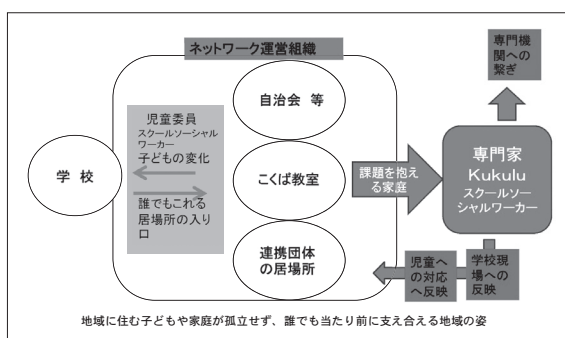 ネットワーク運営組織
専門機
関への
繋ぎ
自治会 等
児童委員
スクールソーシャル
ワーカー
子どもの変化
学 校
こくば教室
課題を抱え
る家庭
専門家
Kukulu
スクールソー
シャルワーカー
誰でもこれる
居場所の入り
口
連携団体
の居場所
児童へ
の対応
へ反映
学校現
場への
反映
地域に住む子どもや家庭が孤立せず、誰でも当たり前に支え合える地域の姿